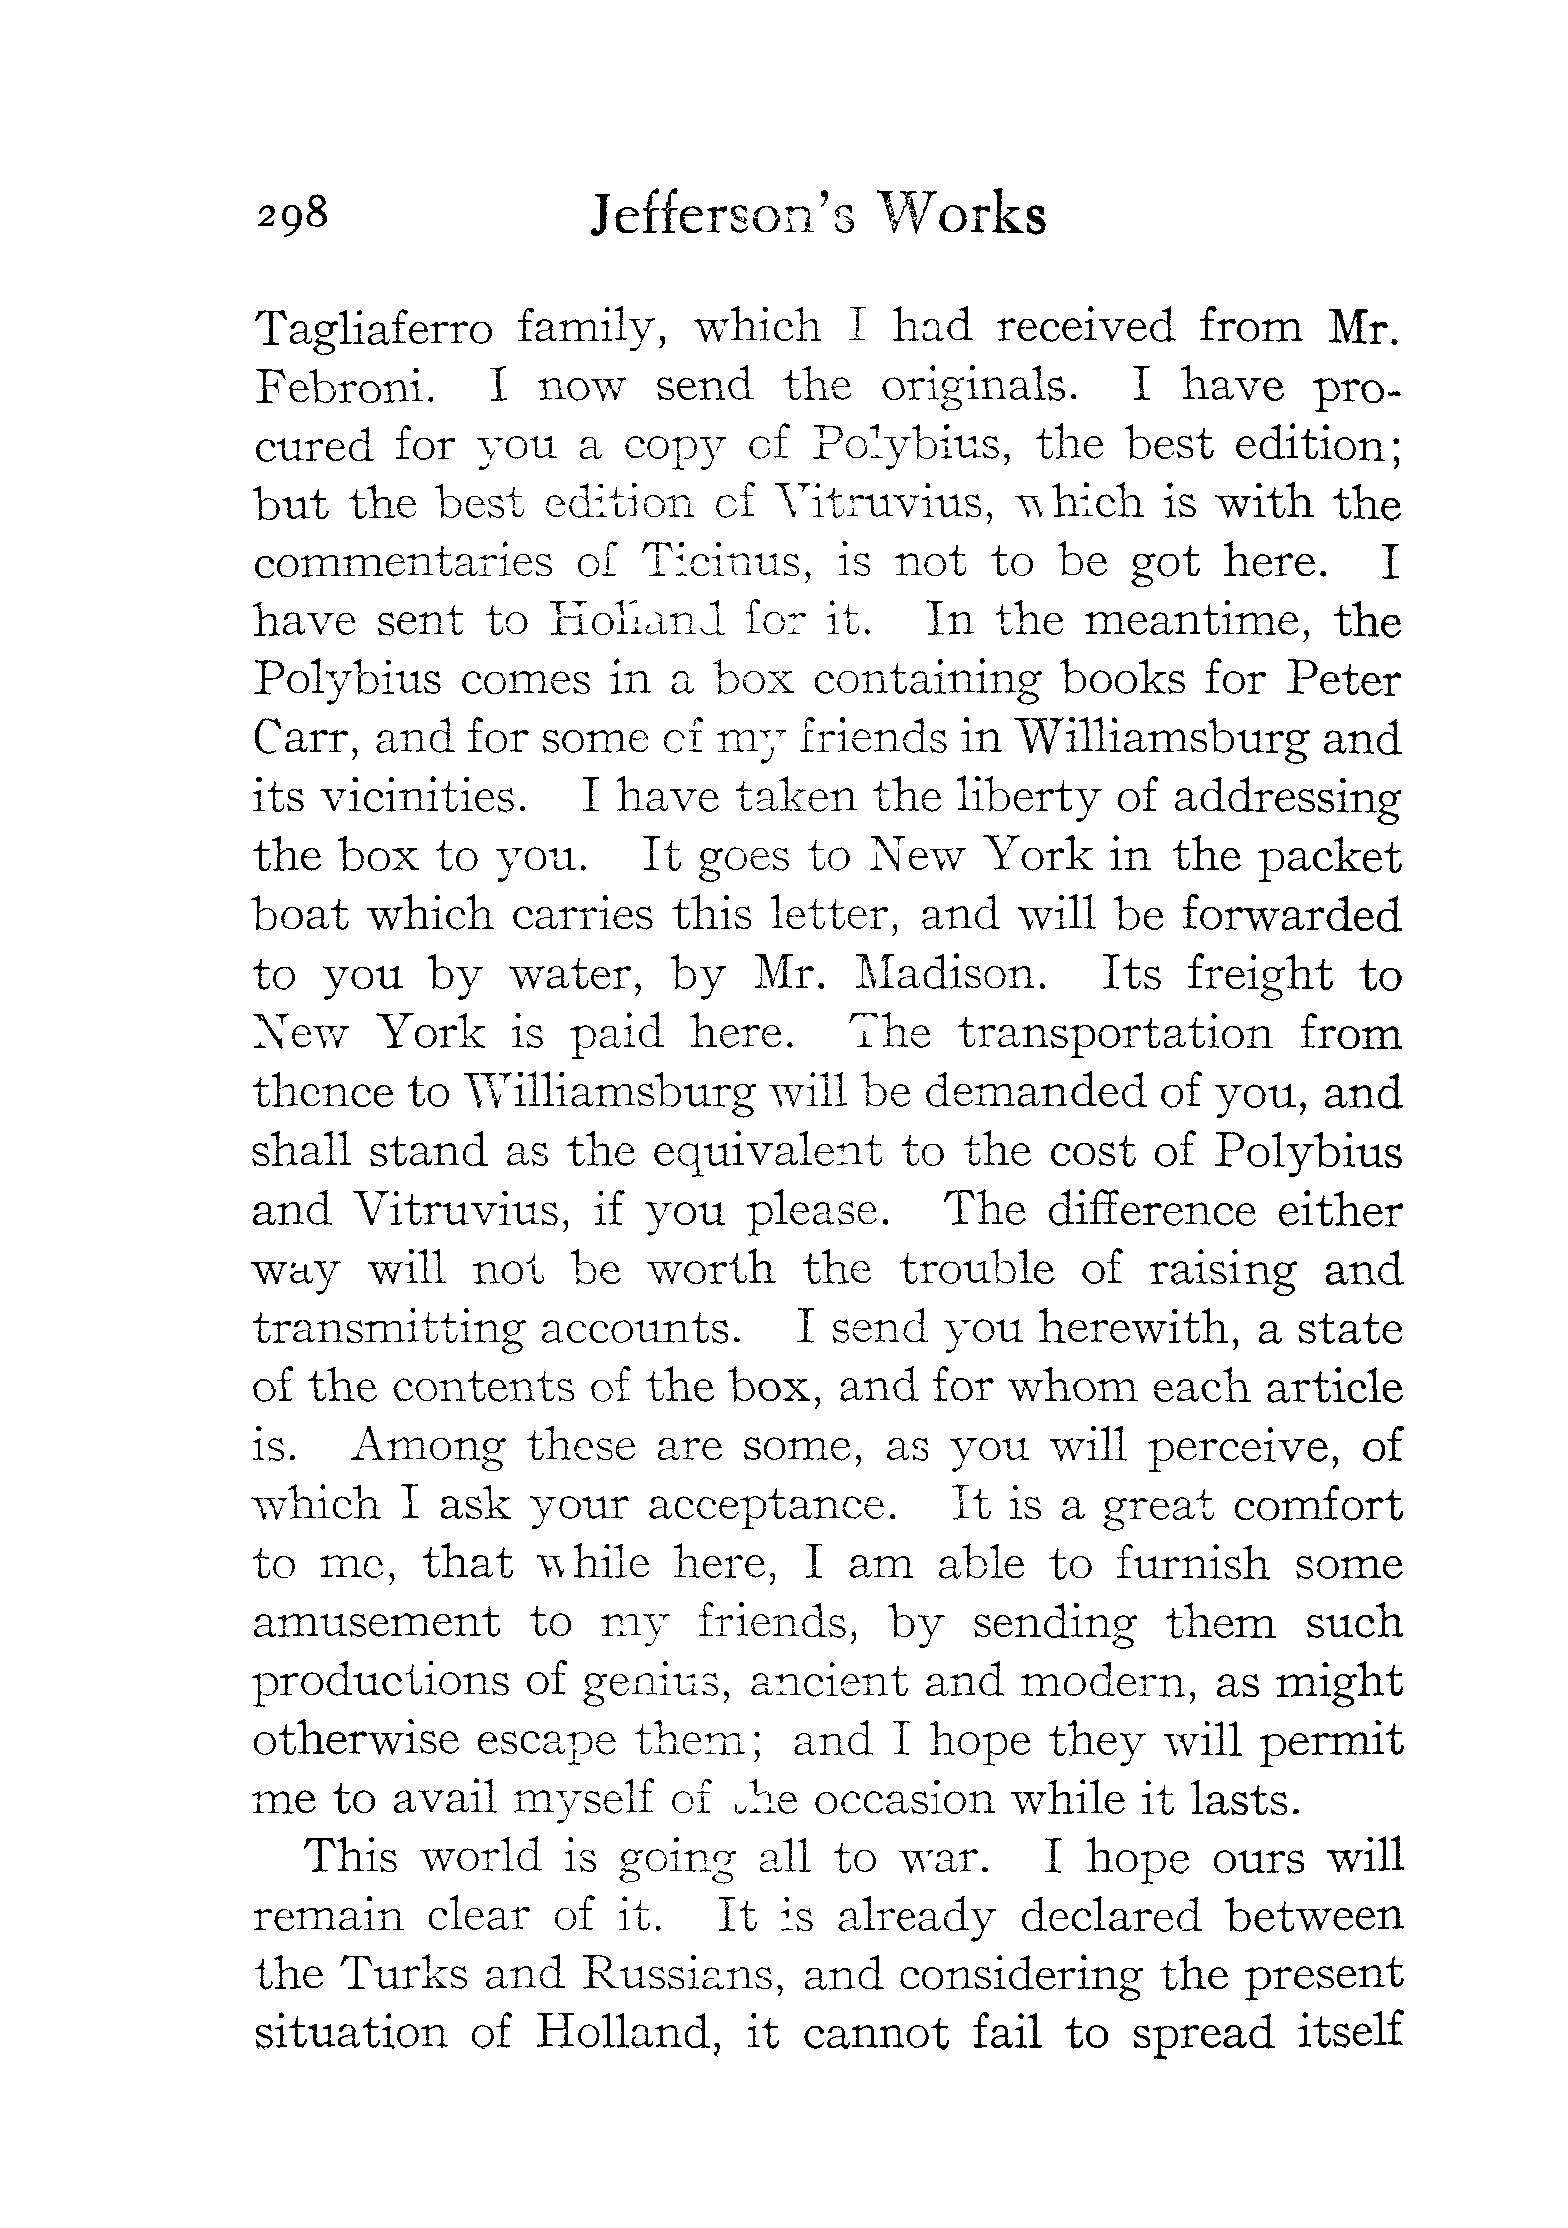 298 Jefferson's Works
Tagliaferro family, which I had received from Mr.
Febroni. I now send the originals. I have pro-
cured for you a copy of Polybius, the best edition;
but the best edition of Vitruvius, which is with the
commentaries of Ticinus, is not to be got here. I
have sent to Holland for it. In the meantime, the
Polybius comes in a box containing books for Peter
Carr, and for some of my friends in Williamsburg and
its vicinities. I have taken the liberty of addressing
the box to you. It goes to New York in the packet
boat which carries this letter, and will be forwarded
to you by water, by Mr. Madison. Its freight to
New York is paid here. The transportation from
thence to Williamsburg will be demanded of you, and
shall stand as the equivalent to the cost of Polybius
and Vitruvius, if you please. The difference either
way will not be worth the trouble of raising and
transmitting accounts. I send you herewith, a state
of the contents of the box, and for whom each article
is. Among these are some, as you will perceive, of
which I ask your acceptance. It is a great comfort
to me, that while here, I am able to furnish some
amusement to my friends, by sending them such
productions of genius, ancient and modern, as might
otherwise escape them; and I hope they will permit
me to avail myself of the occasion while it lasts.
This world is going all to war. I hope ours will
remain clear of it. It is already declared between
the Turks and Russians, and considering the present
situation of Holland, it cannot fail to spread itself